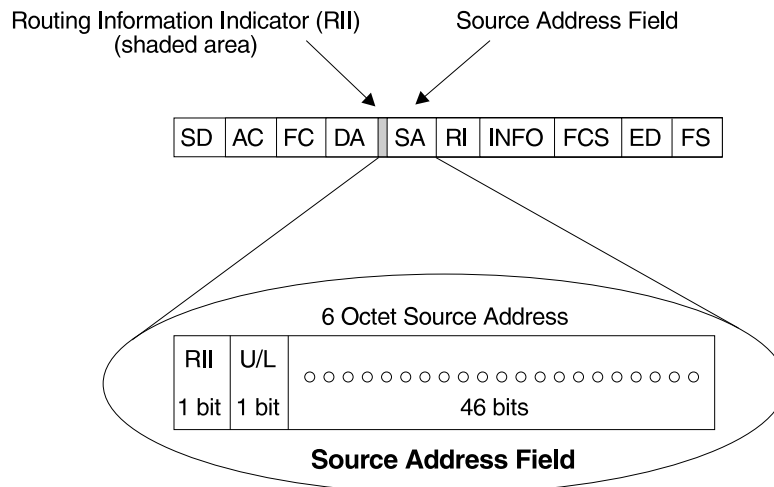 Routing Information Indicator (RII)
(shaded area)
Source Address Field
SD AC FC DA SA RI INFO FCS ED FS
6 Octet Source Address
RII U/L
1 bit 1 bit 46 bits
Source Address Field